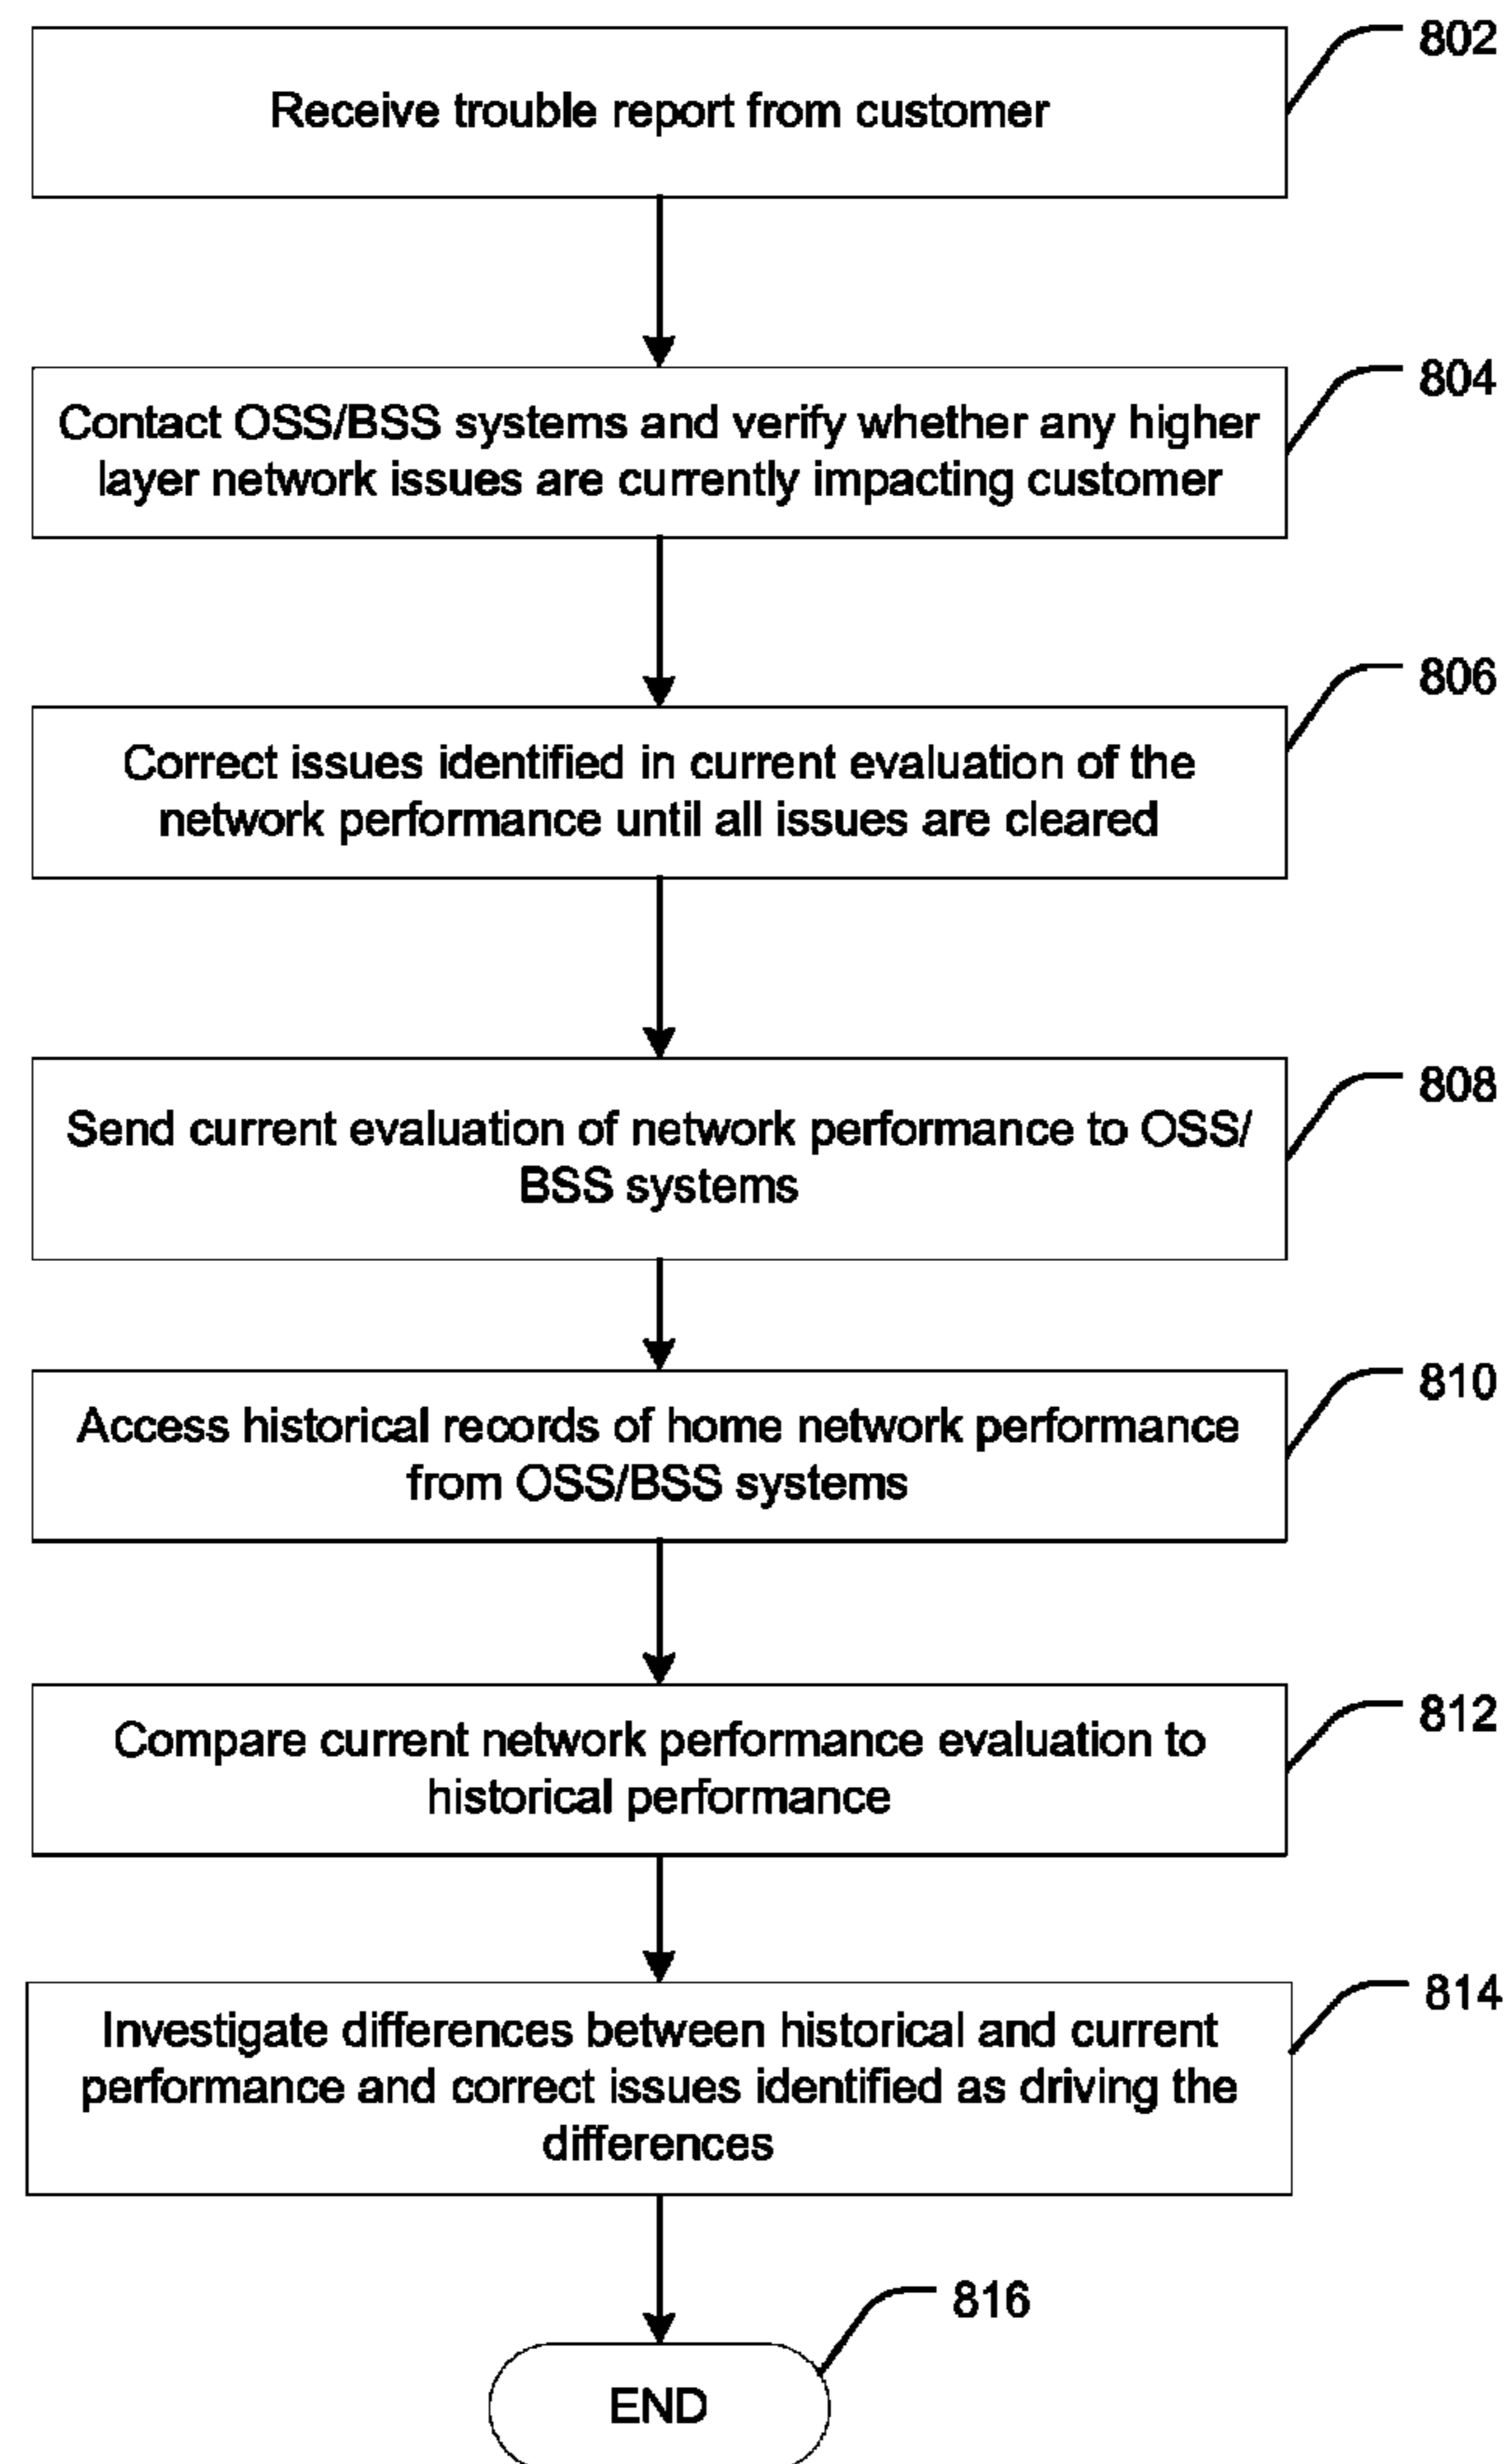 802
Receive trouble report from customer
804
Contact OSS/BSS systems and verify whether any higher
layer network issues are currently impacting customer
806
Correct issues identified in current evaluation of the
network performance until all issues are cleared
808
Send current evaluation of network performance to OSS/
BSS systems
810
Access historical records of home network performance
from OSS/BSS systems
812
Compare current network performance evaluation to
historical performance
814
Investigate differences between historical and current
performance and correct issues identified as driving the
differences
816
END